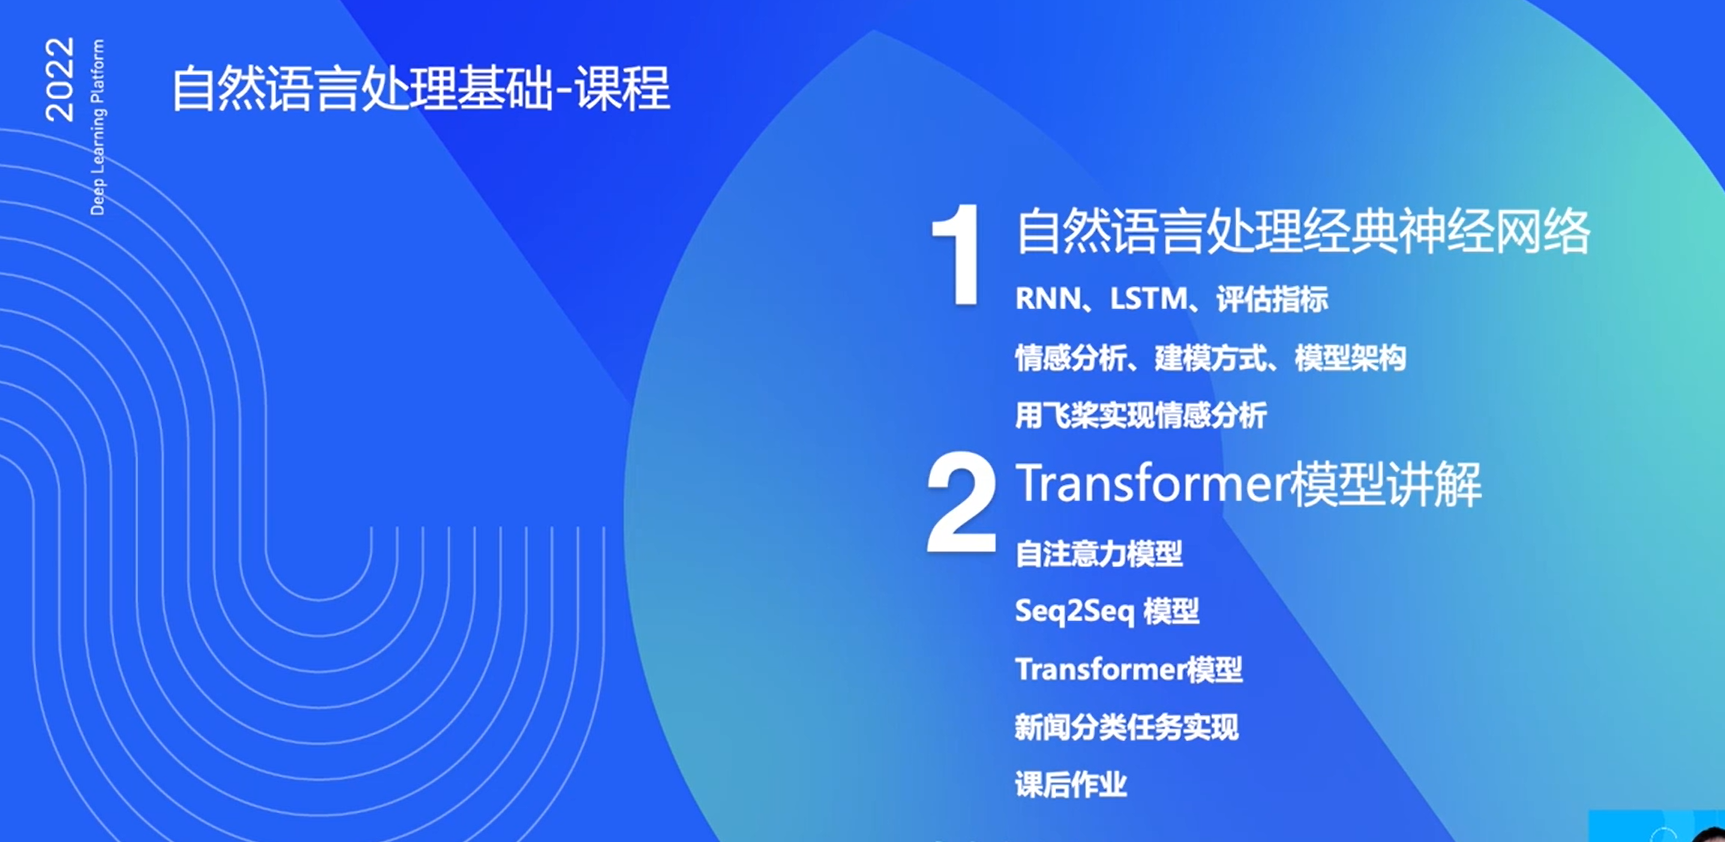 2022
Deep Learning Platform
自然语言处理基础-课程
1
自然语言处理经典神经网络
RNN、LSTM、评估指标
情感分析、建模方式、模型架构
用飞桨实现情感分析
2
Transformer模型讲解
自注意力模型
Seq2Seq 模型
Transformer模型
新闻分类任务实现
课后作业